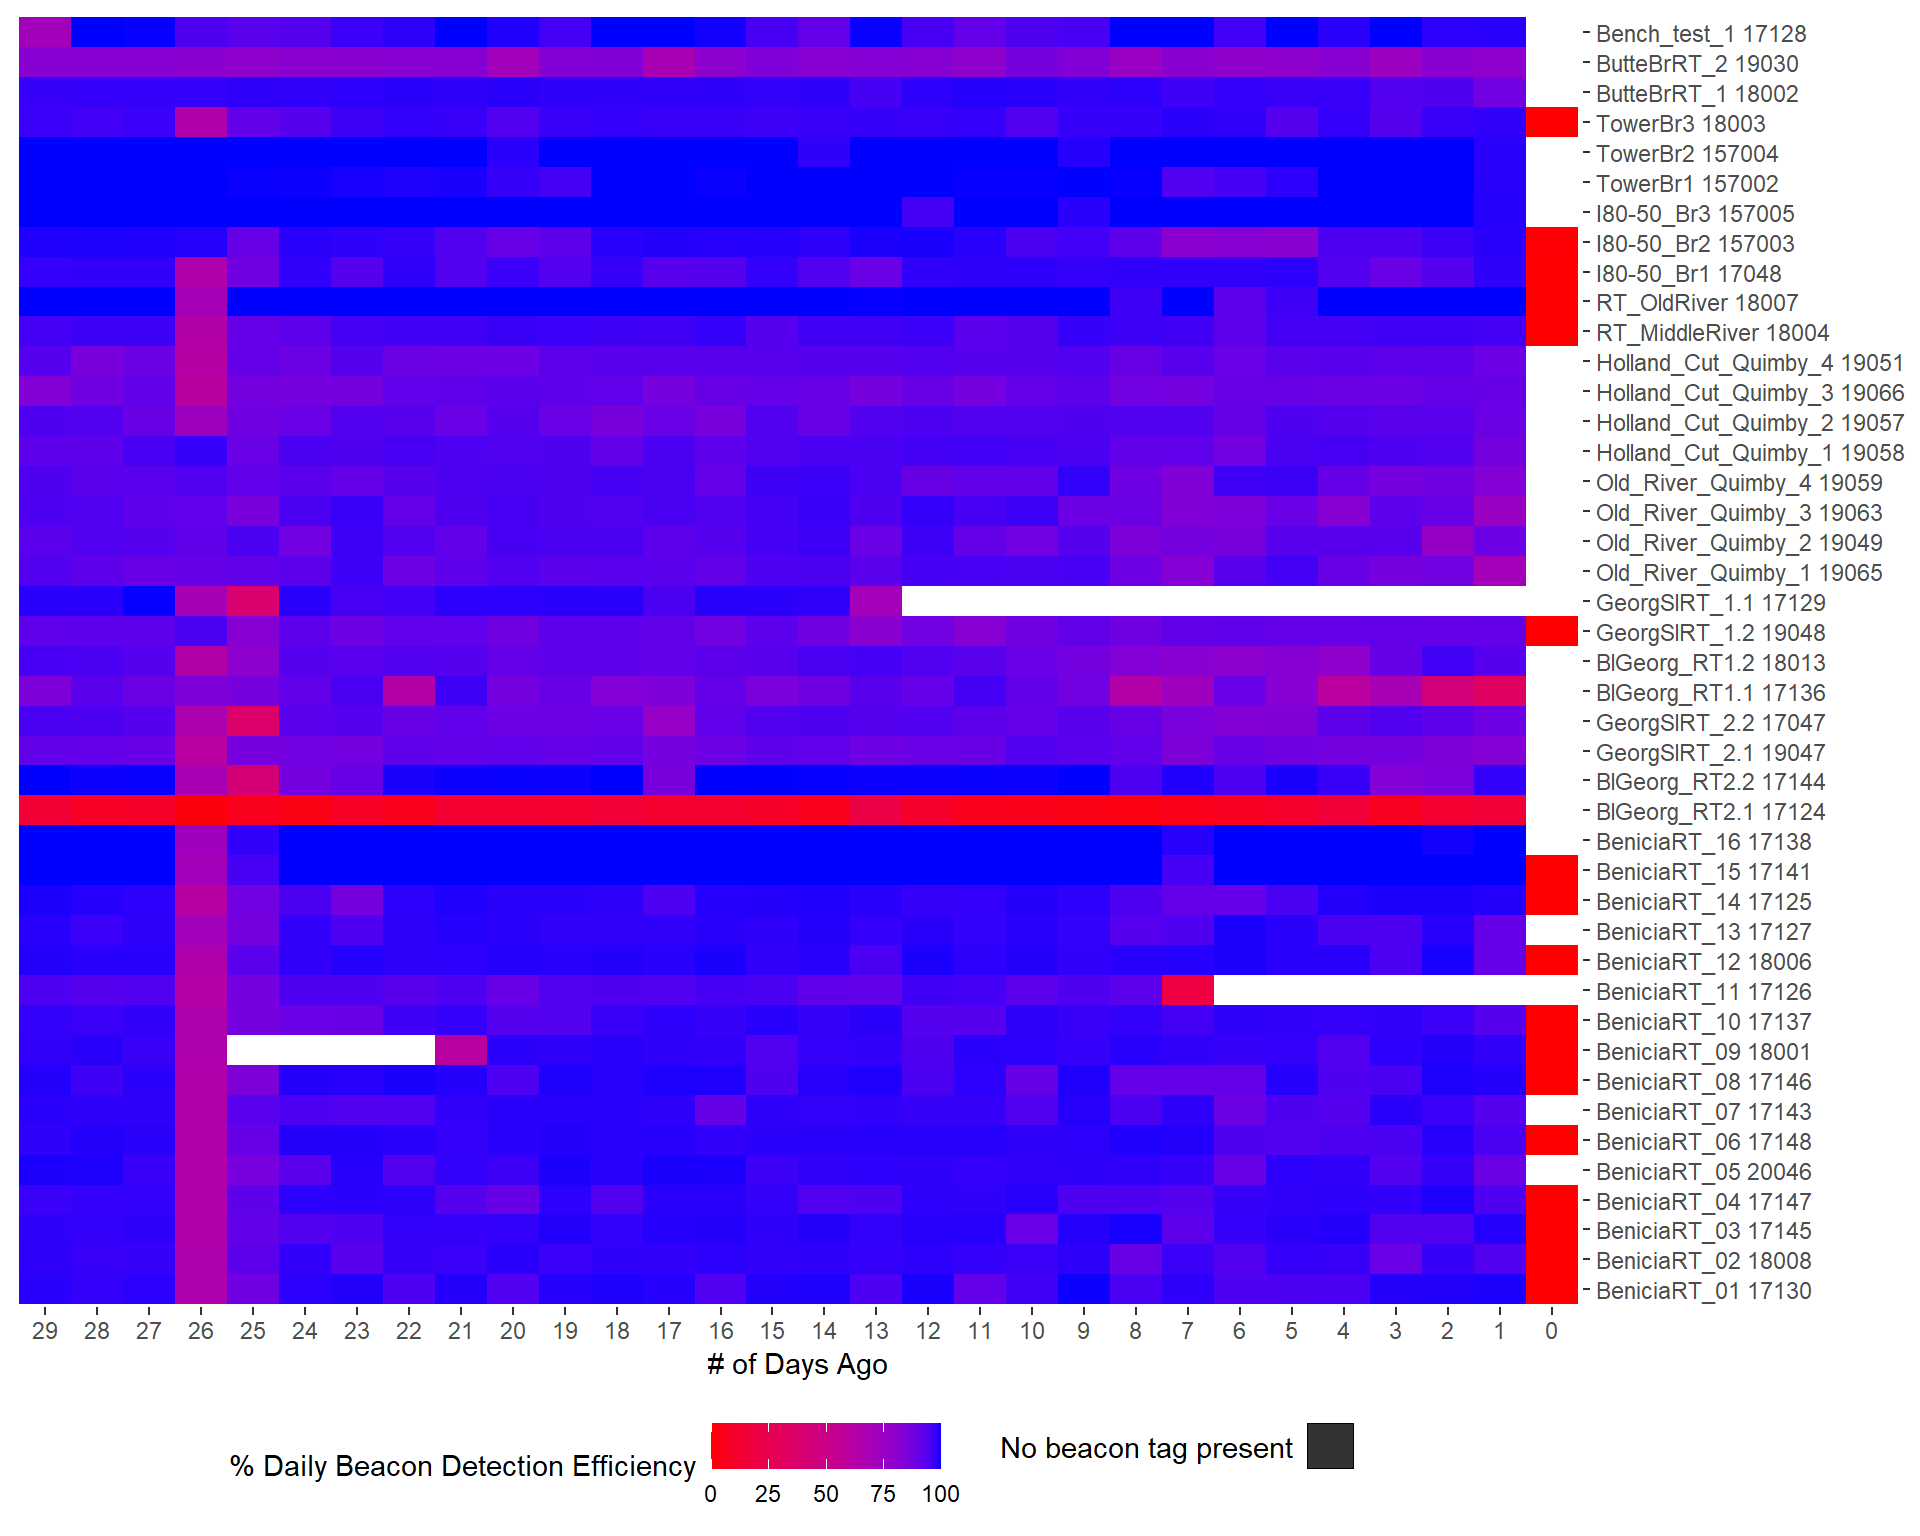 Bench_test_1 17128
ButteBrRT_2 19030
ButteBrRT_1 18002
TowerBr3 18003
TowerBr2 157004
TowerBr1 157002
I80-50_Br3 157005
I80-50_Br2 157003
I80-50_Br1 17048
RT_OldRiver 18007
RT_MiddleRiver 18004
Holland_Cut_Quimby_4 19051
Holland_Cut_Quimby_3 19066
Holland_Cut_Quimby_2 19057
Holland_Cut_Quimby_1 19058
Old_River_Quimby_4 19059
Old_River_Quimby_3 19063
Old_River_Quimby_2 19049
Old_River_Quimby_1 19065
GeorgSlRT_1.1 17129
GeorgSlRT_1.2 19048
BlGeorg_RT1.2 18013
BlGeorg_RT1.1 17136
GeorgSlRT_2.2 17047
GeorgSlRT_2.1 19047
BlGeorg_RT2.2 17144
BlGeorg_RT2.1 17124
BeniciaRT_16 17138
BeniciaRT_15 17141
BeniciaRT_14 17125
BeniciaRT_13 17127
BeniciaRT_12 18006
BeniciaRT_11 17126
BeniciaRT_10 17137
BeniciaRT_09 18001
BeniciaRT_08 17146
BeniciaRT_07 17143
BeniciaRT_06 17148
BeniciaRT_05 20046
BeniciaRT_04 17147
BeniciaRT_03 17145
BeniciaRT_02 18008
BeniciaRT_01 17130
29 28 27 26 25 24 23 22 21 20 19 18 17 16 15 14 13 12 11 10 9 8 7 6 5 4 3 2 1 0
# of Days Ago
% Daily Beacon Detection Efficiency
0 25 50 75 100
No beacon tag present